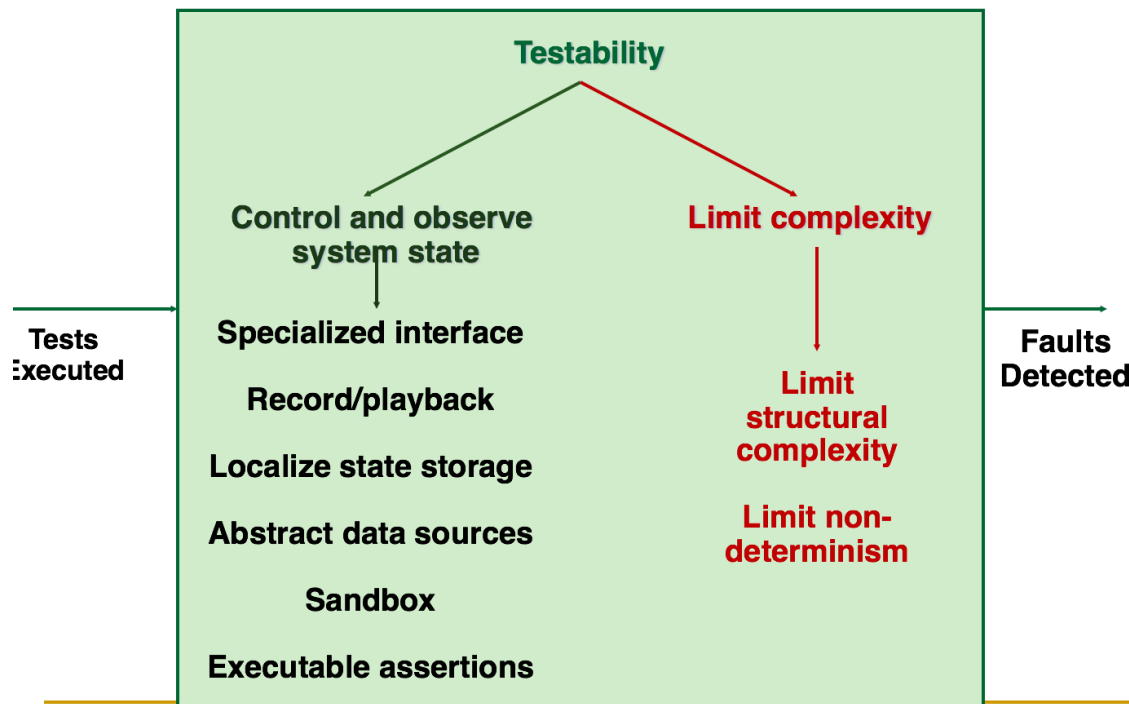 Testability
Control and observe
system state
Limit complexity
Tests
Executed
Specialized interface
Record/playback
Localize state storage
Abstract data sources
Sandbox
Executable assertions
Limit
structural
complexity
Limit non-
determinism
Faults
Detected